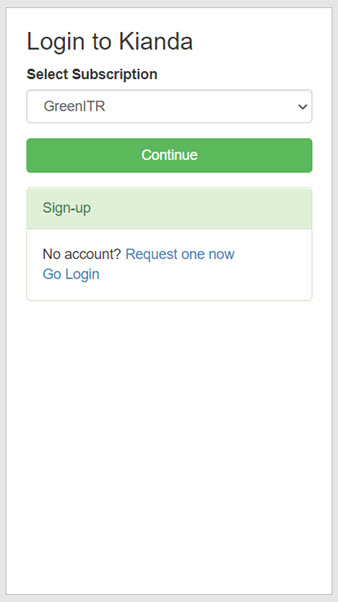 Login to Kianda
Select Subscription
GreenITR
Continue
Sign-up
No account? Request one now
Go Login